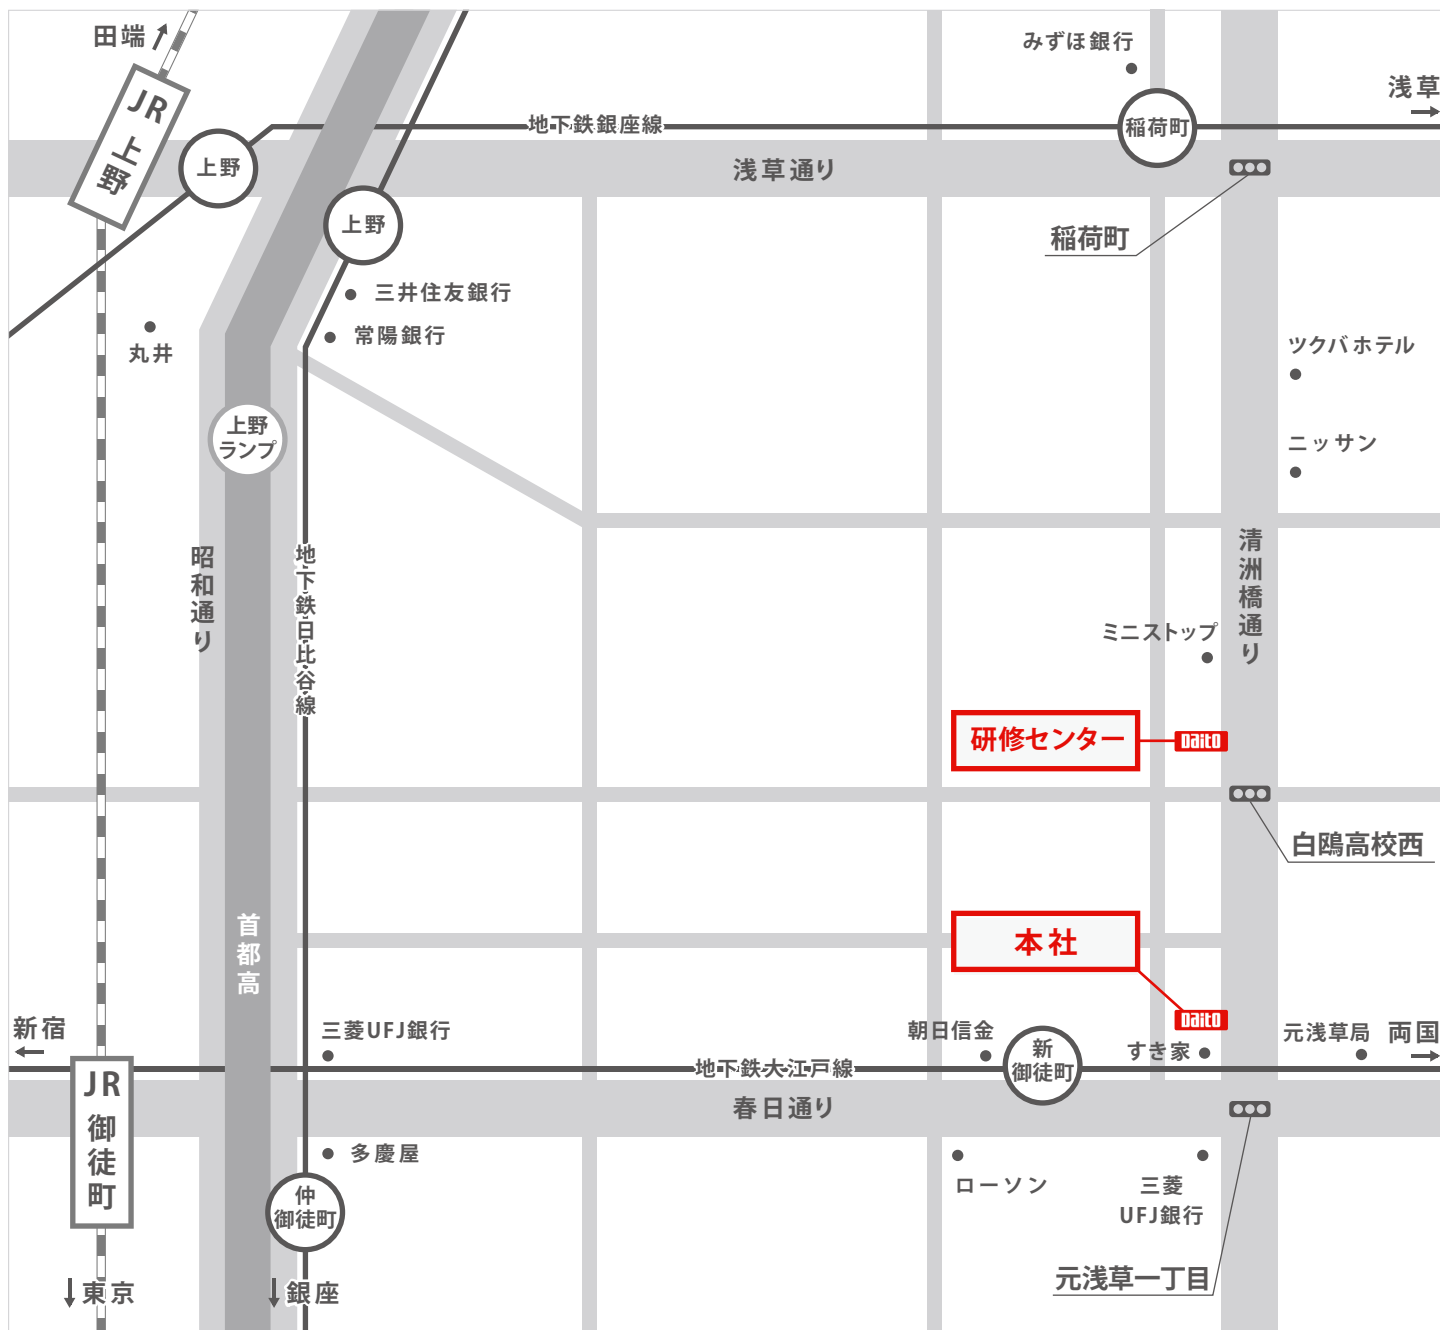 田端
みずほ銀行
浅草
JR
上野
地下鉄銀座線
稲荷町
上野
浅草通り
上野
稲荷町
三井住友銀行
常陽銀行
丸井
ツクバホテル
上野
ランプ
ニッサン
昭和通り
地下鉄日比谷線
清洲橋通り
ミニストップ
研修センター
Daito
白鴎高校西
首都高
本社
Daito
新宿
三菱UFJ銀行
朝日信金
新
御徒町
すき家
元浅草局
両国
地下鉄大江戸線
JR
御徒町
春日通り
多慶屋
ローソン
三菱
UFJ銀行
仲
御徒町
元浅草一丁目
東京
銀座